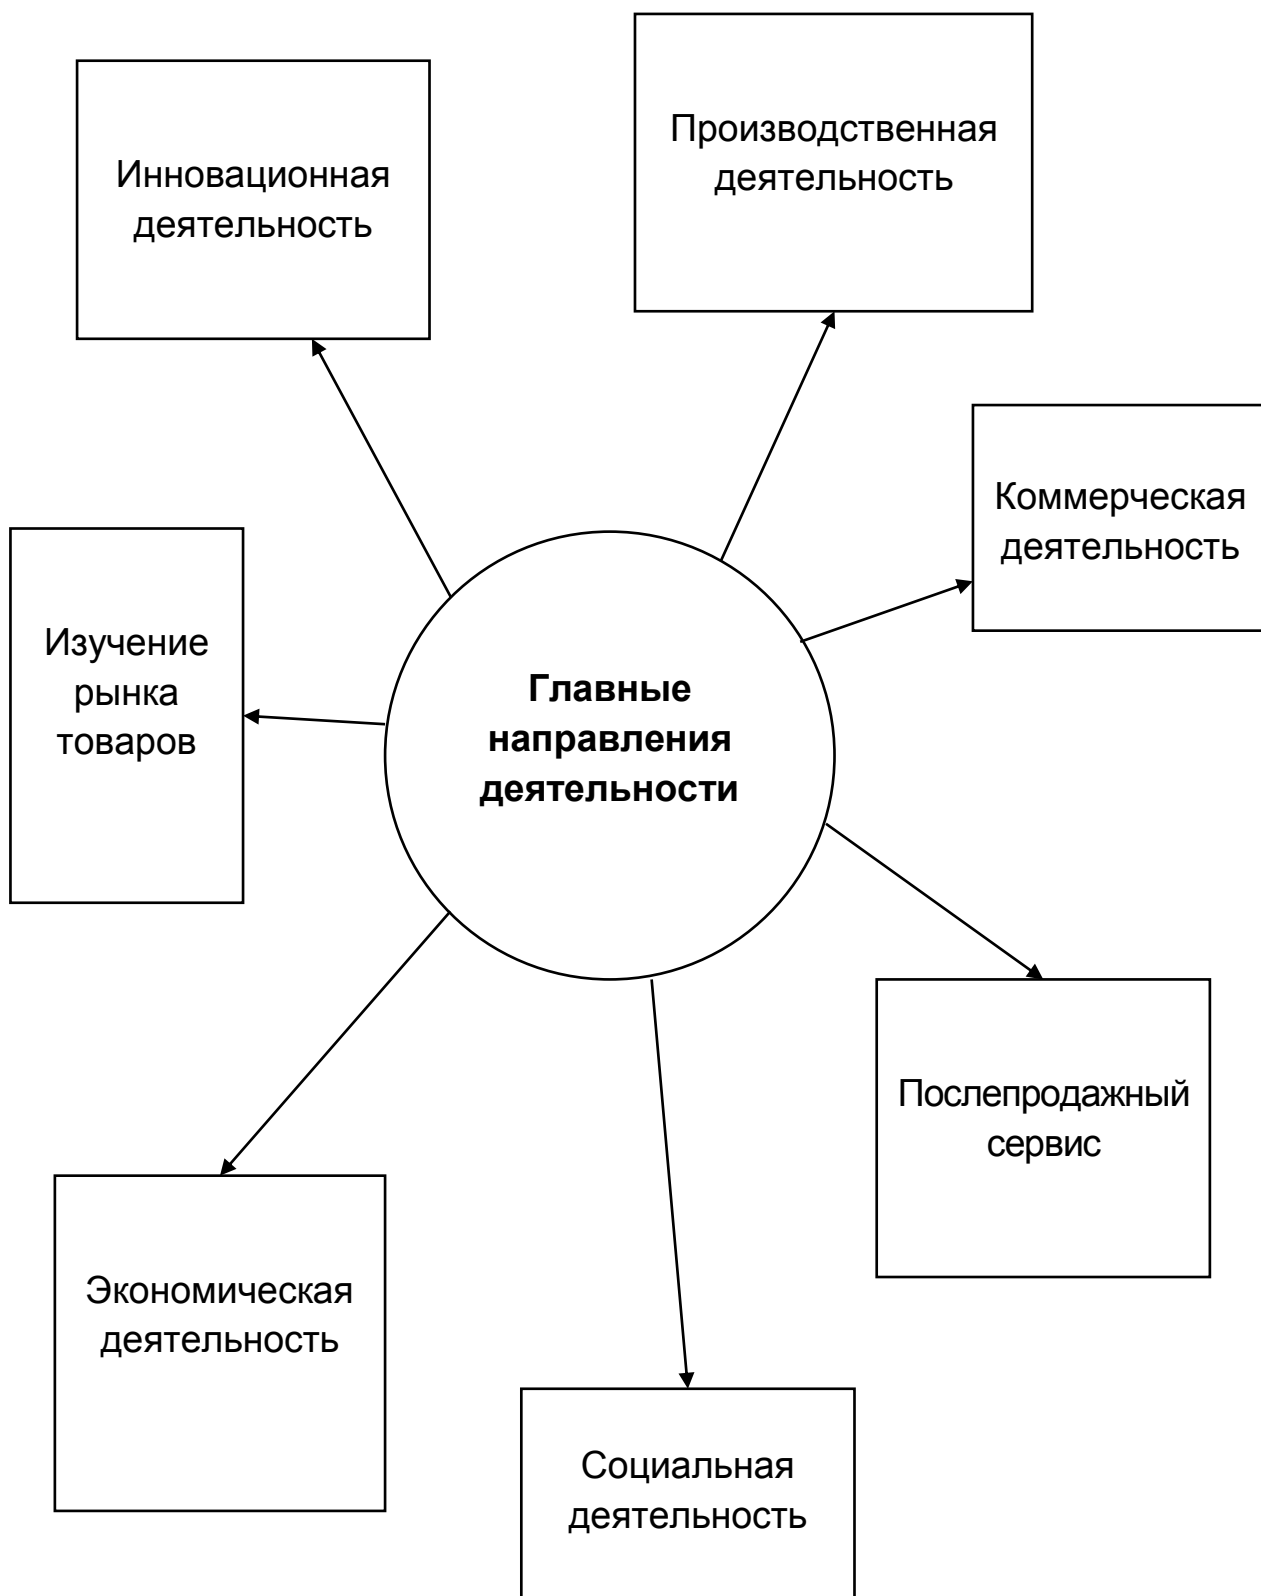 Производственная
деятельность
Инновационная
деятельность
Коммерческая
деятельность
Изучение
рынка
товаров
Главные
направления
деятельности
Послепродажный
сервис
Экономическая
деятельность
Социальная
деятельность